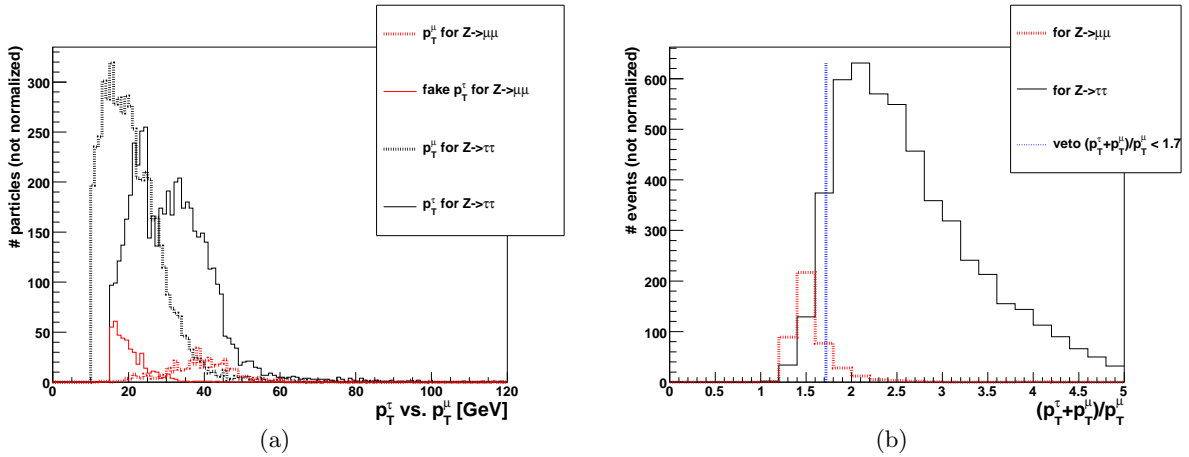 # particles (not normalized)
300
250
200
150
100
50
0
0 20 40 60 80 100 120
p_T^τ vs. p_T^μ [GeV]
p_T^μ for Z->μμ
fake p_T^τ for Z->μμ
p_T^μ for Z->ττ
p_T^τ for Z->ττ
(a)
# events (not normalized)
600
500
400
300
200
100
0
0 0.5 1 1.5 2 2.5 3 3.5 4 4.5 5
(p_T^τ+p_T^μ)/p_T^μ
for Z->μμ
for Z->ττ
veto (p_T^τ+p_T^μ)/p_T^μ < 1.7
(b)